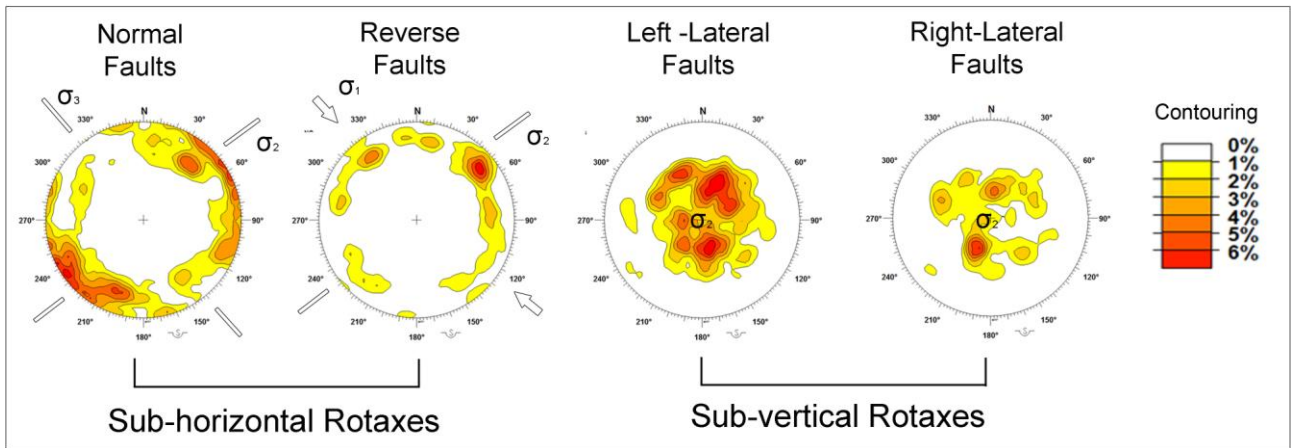 Normal
Faults
Reverse
Faults
Left -Lateral
Faults
Right-Lateral
Faults
σ3
σ2
σ1
σ2
N
30°
60°
90°
120°
150°
180°
210°
240°
270°
300°
330°
N
30°
60°
90°
120°
150°
180°
210°
240°
270°
300°
330°
N
30°
60°
90°
120°
150°
180°
210°
240°
270°
300°
330°
σ2
N
30°
60°
90°
120°
150°
180°
210°
240°
270°
300°
330°
σ2
Contouring
0%
1%
2%
3%
4%
5%
6%
Sub-horizontal Rotaxes
Sub-vertical Rotaxes